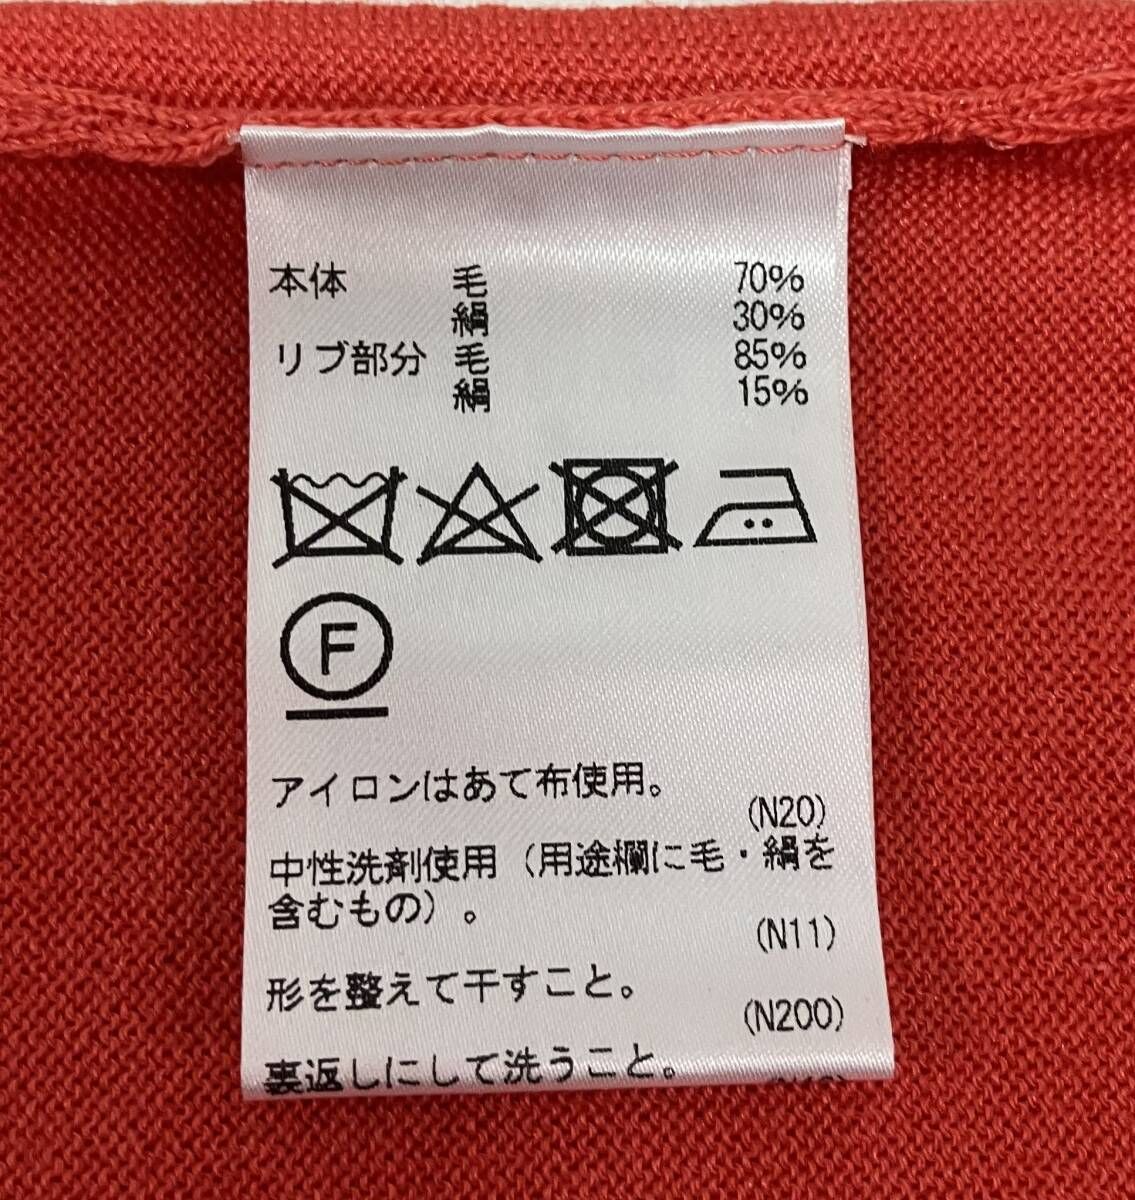 本体 毛 70%
絹 30%
リブ部分 毛 85%
絹 15%
F
アイロンはあて布使用。
(N20)
中性洗剤使用(用途欄に毛・絹を
含むもの)。
(N11)
形を整えて干すこと。
(N200)
裏返しにして洗うこと。